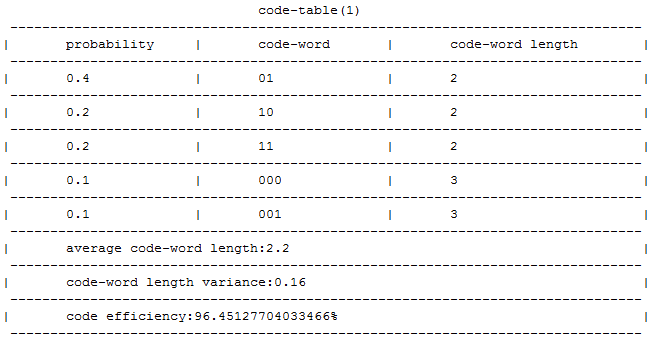 code-table(1)
probability | code-word | code-word length
0.4 | 01 | 2
0.2 | 10 | 2
0.2 | 11 | 2
0.1 | 000 | 3
0.1 | 001 | 3
average code-word length:2.2
code-word length variance:0.16
code efficiency:96.45127704033466%